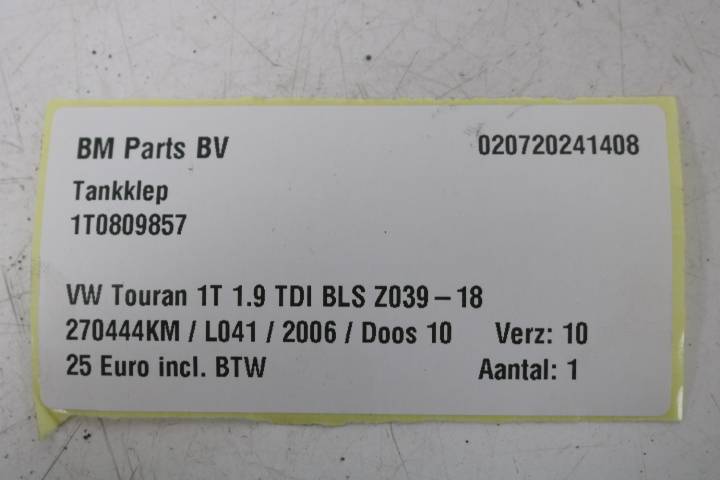 BM Parts BV 020720241408
Tankklep
1T0809857
VW Touran 1T 1.9 TDI BLS Z039-18
270444KM / L041 / 2006 / Doos 10 Verz: 10
25 Euro incl. BTW Aantal: 1